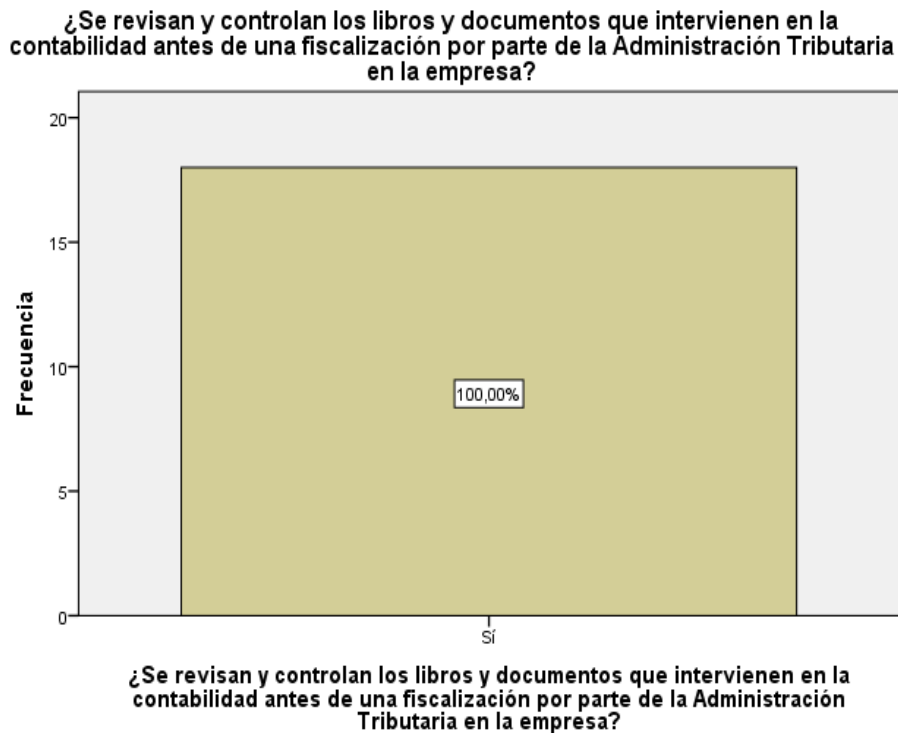 ¿Se revisan y controlan los libros y documentos que intervienen en la
contabilidad antes de una fiscalización por parte de la Administración Tributaria
en la empresa?
20
15
10
5
0
Frecuencia
100,00%
Sí
¿Se revisan y controlan los libros y documentos que intervienen en la
contabilidad antes de una fiscalización por parte de la Administración
Tributaria en la empresa?